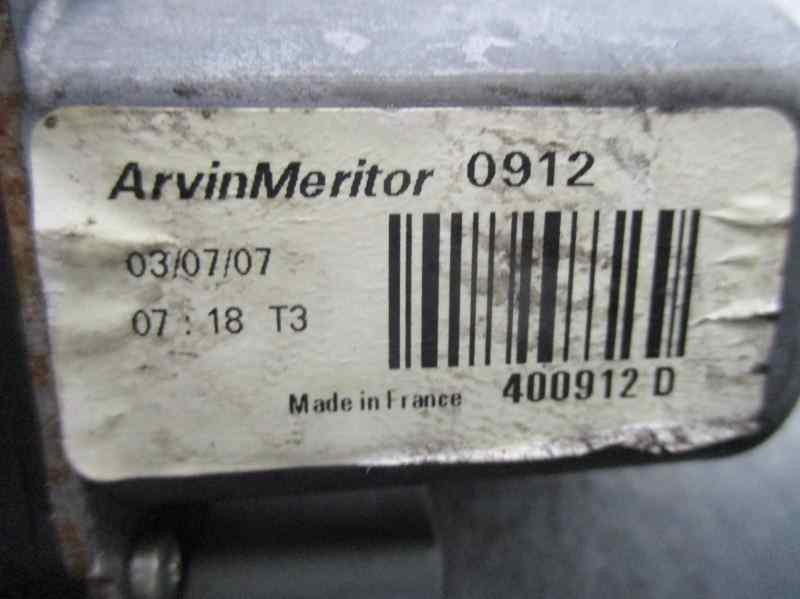 ArvinMeritor 0912
03/07/07
07 : 18 T3
Made in France 400912 D